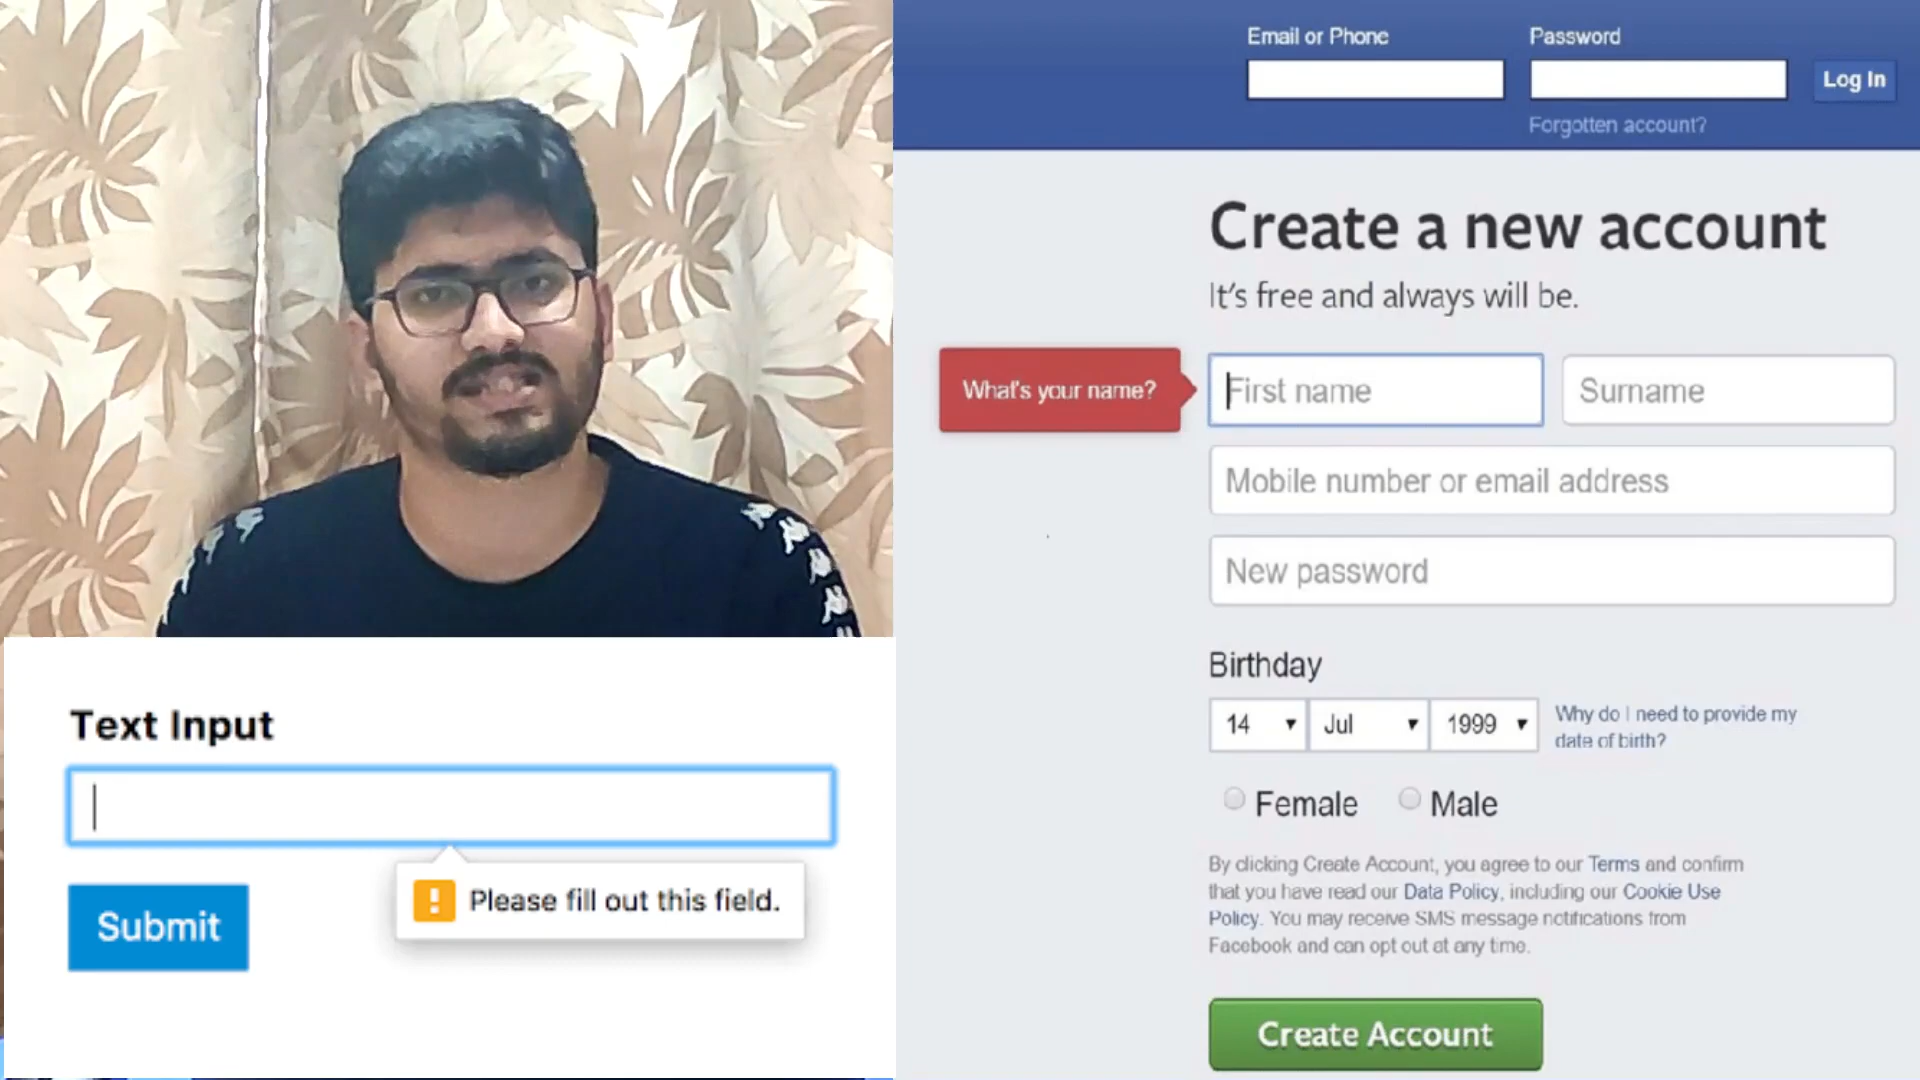 Text Input
Submit
Please fill out this field.
Email or Phone
Password
Log In
Forgotten account?
Create a new account
It's free and always will be.
What's your name?
First name
Surname
Mobile number or email address
New password
Birthday
14
Jul
1999
Why do I need to provide my
date of birth?
Female
Male
By clicking Create Account, you agree to our Terms and confirm
that you have read our Data Policy, including our Cookie Use
Policy. You may receive SMS message notifications from
Facebook and can opt out at any time.
Create Account